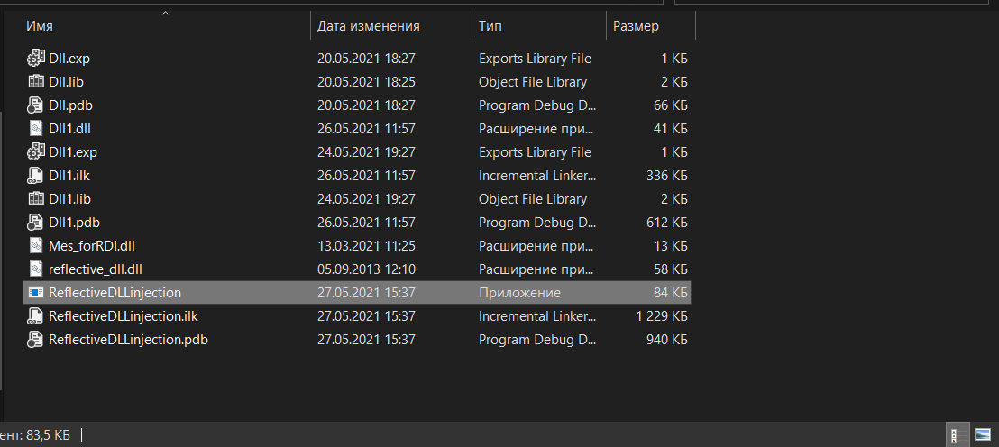 Имя Дата изменения Тип Размер
Dll.exp 20.05.2021 18:27 Exports Library File 1 КБ
Dll.lib 20.05.2021 18:25 Object File Library 2 КБ
Dll.pdb 20.05.2021 18:27 Program Debug D... 66 КБ
Dll1.dll 26.05.2021 11:57 Расширение при... 41 КБ
Dll1.exp 24.05.2021 19:27 Exports Library File 1 КБ
Dll1.ilk 26.05.2021 11:57 Incremental Linker... 336 КБ
Dll1.lib 24.05.2021 19:27 Object File Library 2 КБ
Dll1.pdb 26.05.2021 11:57 Program Debug D... 612 КБ
Mes_forRDI.dll 13.03.2021 11:25 Расширение при... 13 КБ
reflective_dll.dll 05.09.2013 12:10 Расширение при... 58 КБ
ReflectiveDLLinjection 27.05.2021 15:37 Приложение 84 КБ
ReflectiveDLLinjection.ilk 27.05.2021 15:37 Incremental Linker... 1 229 КБ
ReflectiveDLLinjection.pdb 27.05.2021 15:37 Program Debug D... 940 КБ
ент: 83,5 КБ